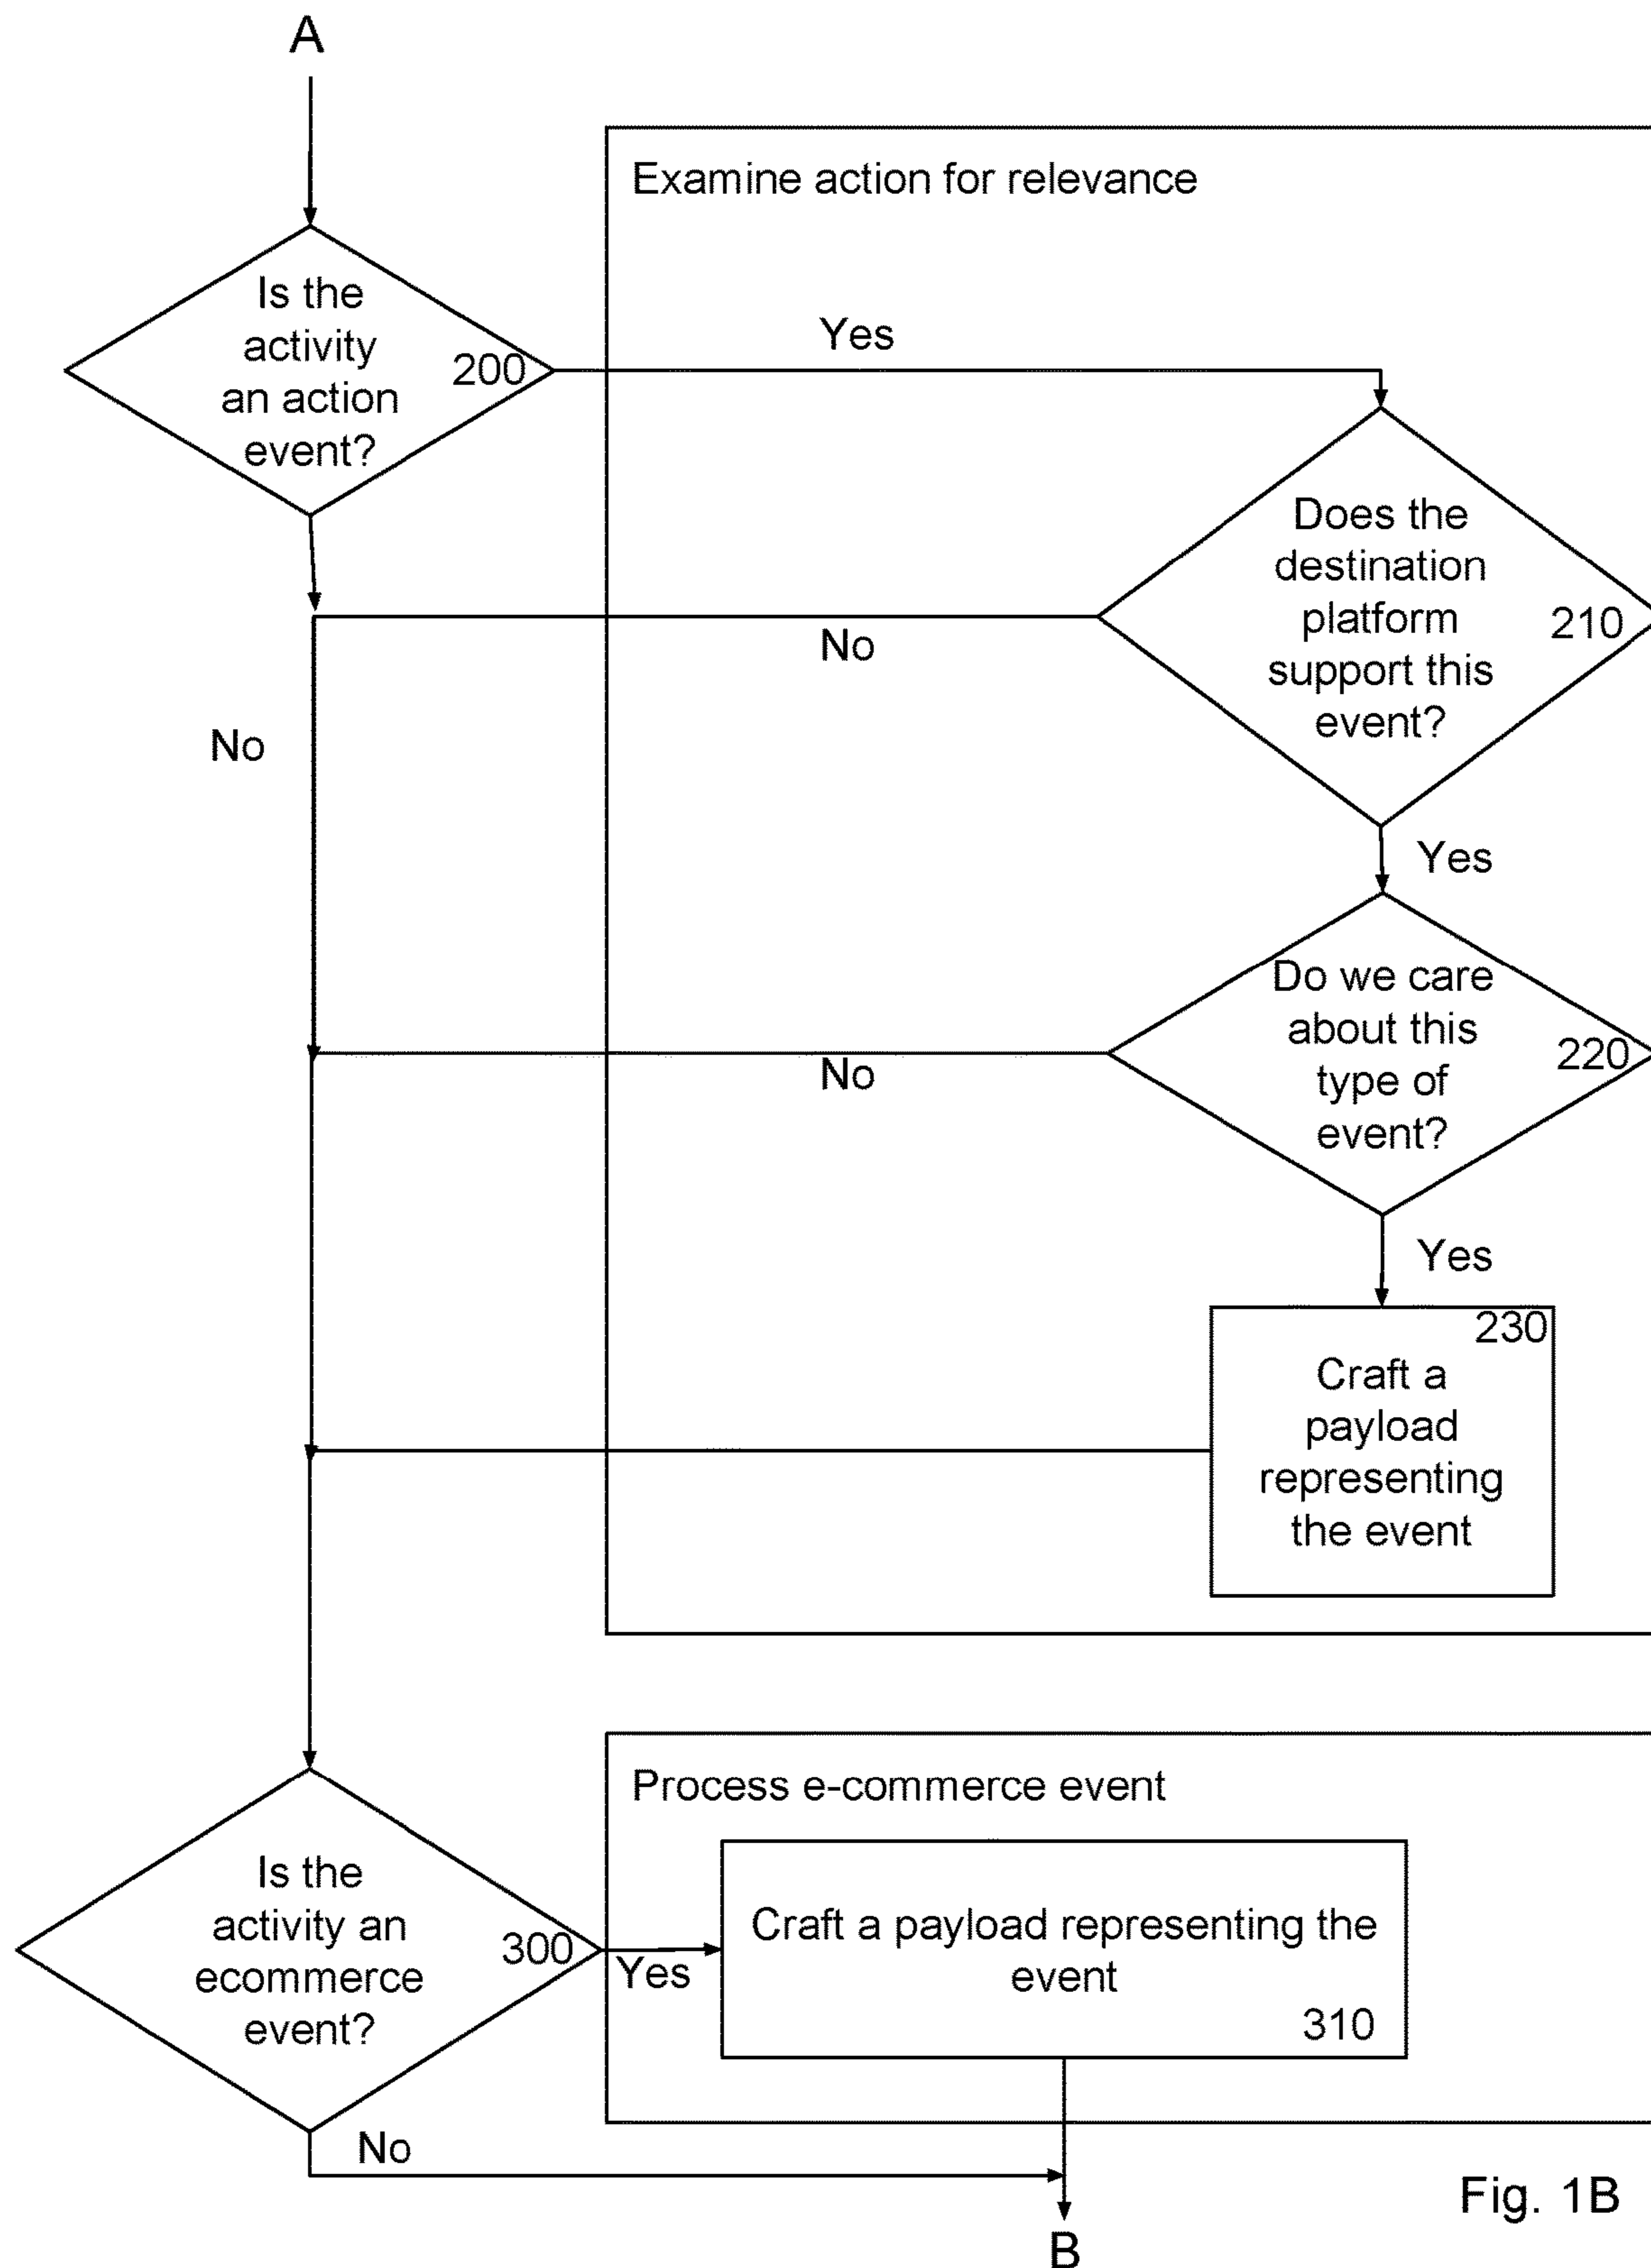 A
Examine action for relevance
Is the
activity
an action
event?
200
Yes
Does the
destination
platform
support this
event?
210
No
No
Yes
Do we care
about this
type of
event?
220
No
Yes
230
Craft a
payload
representing
the event
Process e-commerce event
Is the
activity an
ecommerce
event?
300
Yes
Craft a payload representing the
event
310
No
Fig. 1B
B